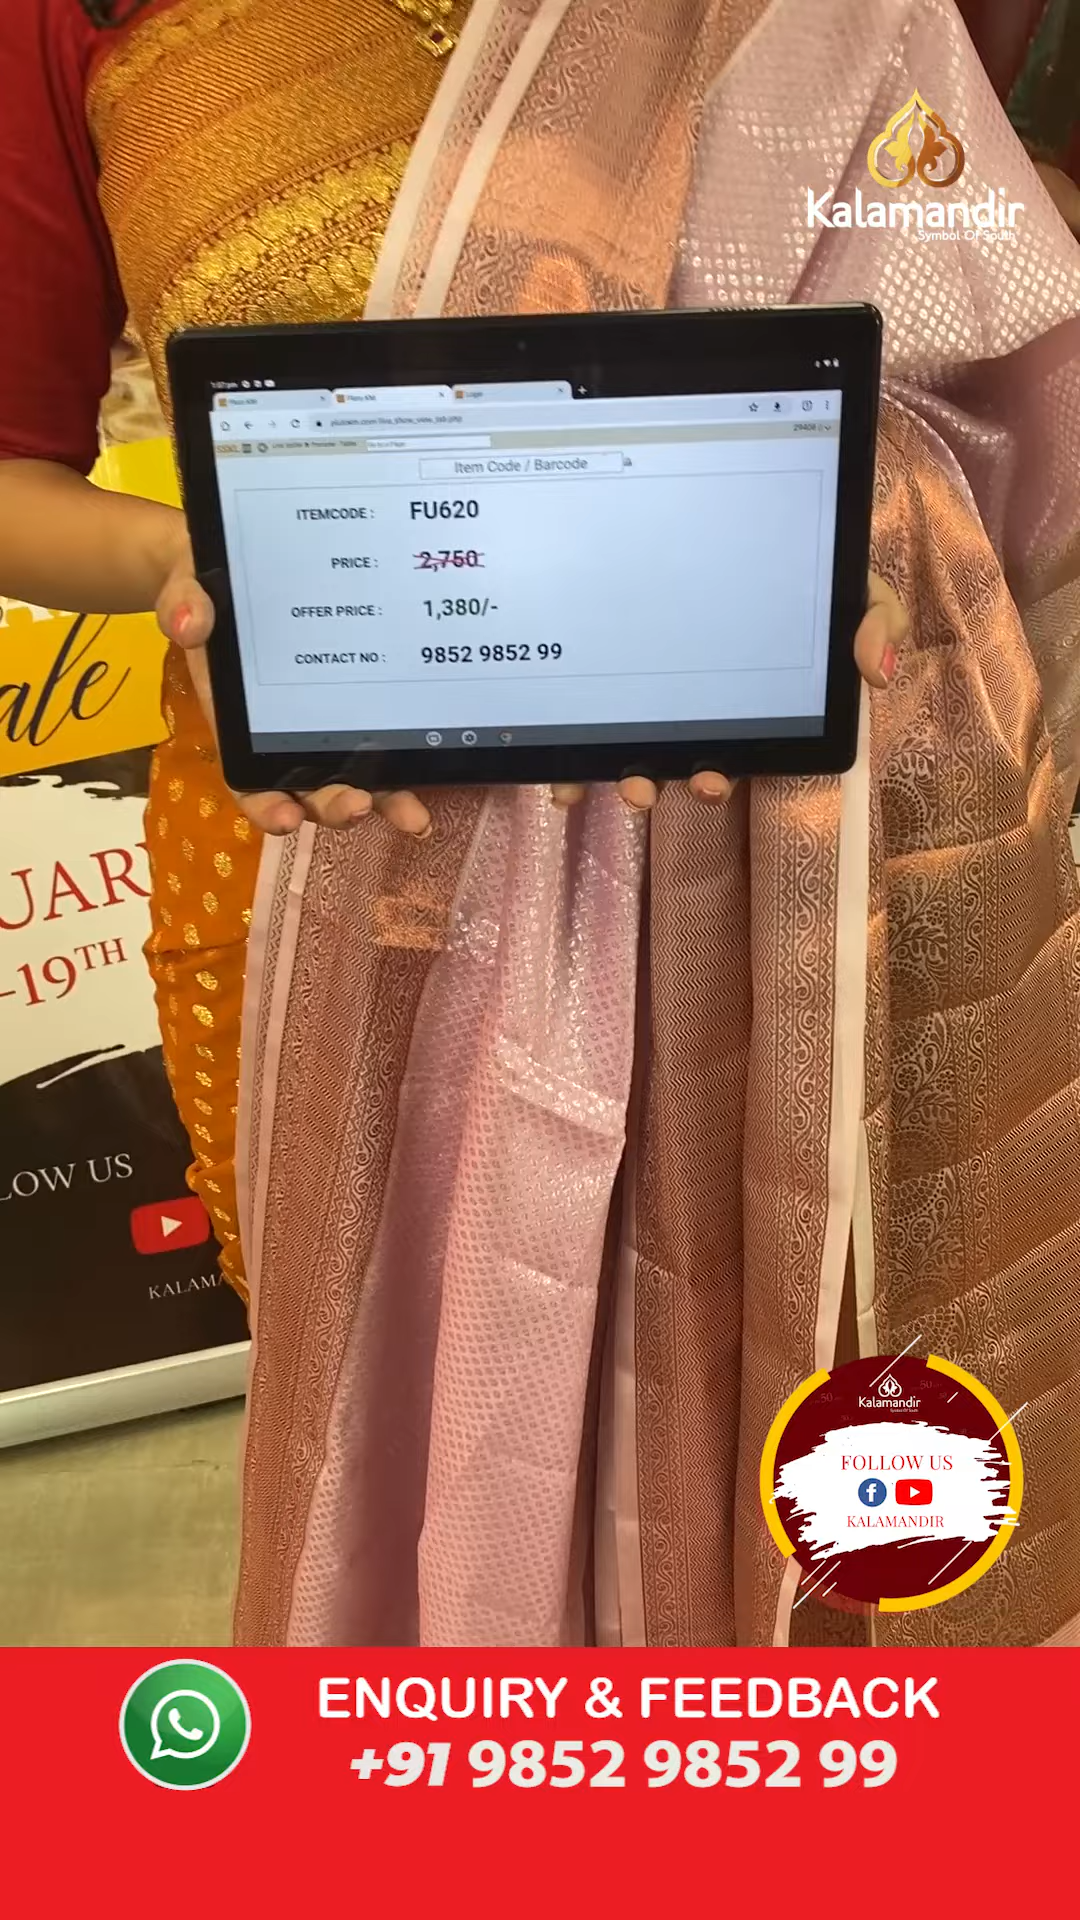 Kalamandir
Symbol Of South
Login
Item Code / Barcode
ITEMCODE : FU620
PRICE : 2,750
OFFER PRICE : 1,380/-
CONTACT NO : 9852 9852 99
ale
UAR
-19TH
LOW US
KALAMA
Kalamandir
FOLLOW US
KALAMANDIR
ENQUIRY & FEEDBACK
+91 9852 9852 99